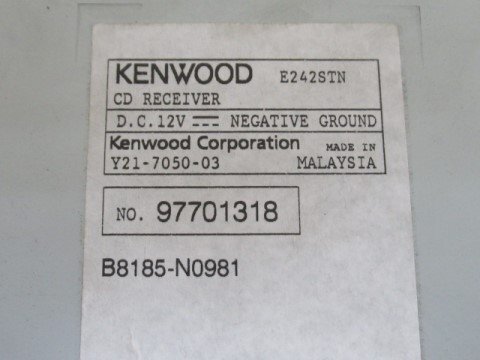 KENWOOD E242STN
CD RECEIVER
D.C.12V ⎓ NEGATIVE GROUND
Kenwood Corporation MADE IN
Y21-7050-03 MALAYSIA
NO. 97701318
B8185-N0981